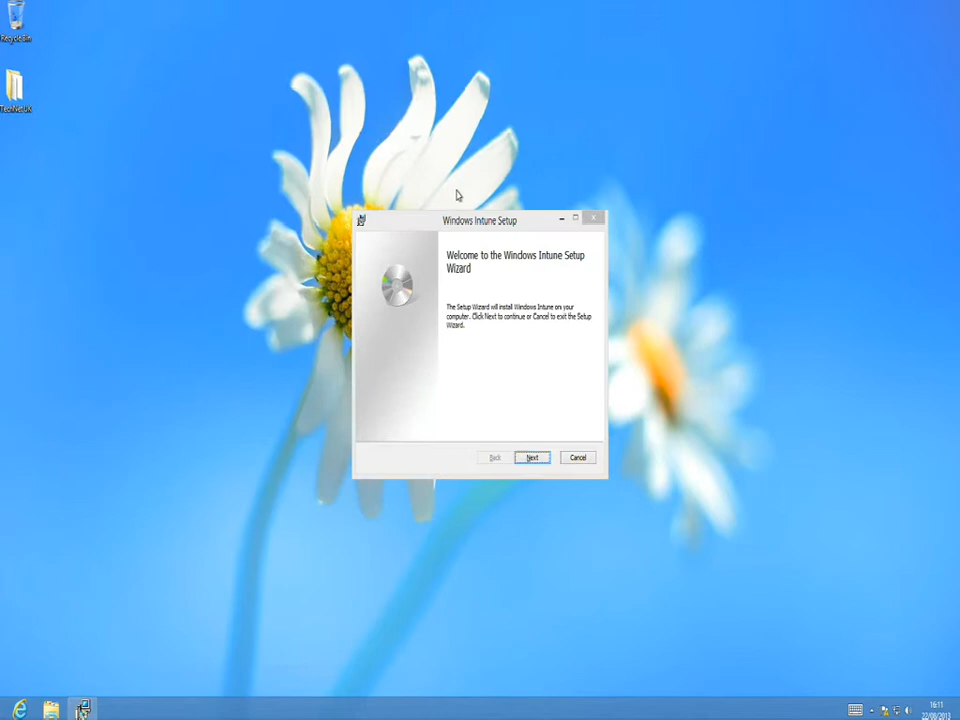 Recycle Bin
TechNetUK
Windows Intune Setup
Welcome to the Windows Intune Setup
Wizard
The Setup Wizard will install Windows Intune on your
computer. Click Next to continue or Cancel to exit the Setup
Wizard.
Back
Next
Cancel
16:11
22/08/2013